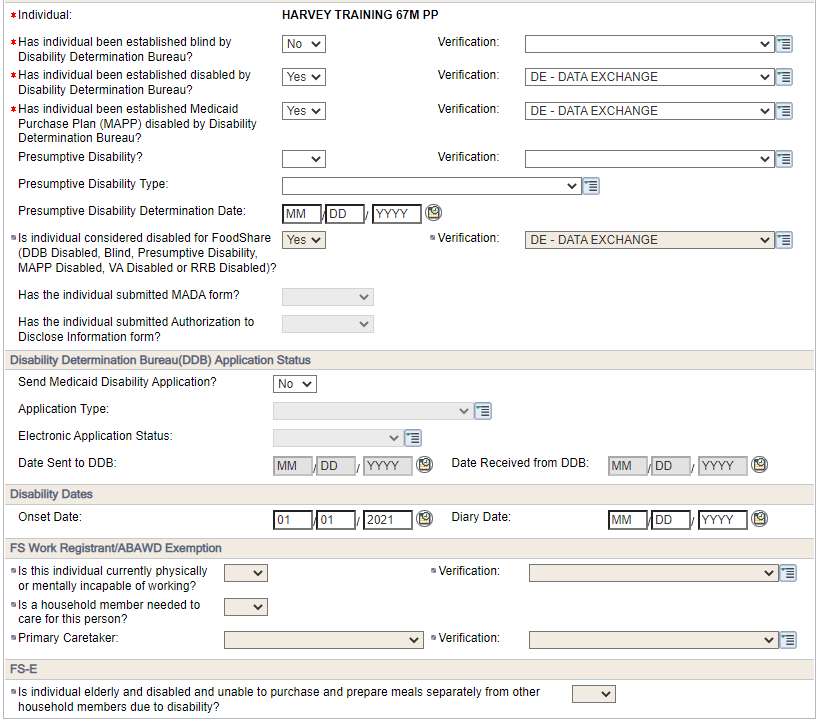 *Individual: HARVEY TRAINING 67M PP
*Has individual been established blind by Disability Determination Bureau? No Verification:
*Has individual been established disabled by Disability Determination Bureau? Yes Verification: DE - DATA EXCHANGE
*Has individual been established Medicaid Purchase Plan (MAPP) disabled by Disability Determination Bureau? Yes Verification: DE - DATA EXCHANGE
Presumptive Disability? Verification:
Presumptive Disability Type:
Presumptive Disability Determination Date: MM / DD / YYYY
Is individual considered disabled for FoodShare (DDB Disabled, Blind, Presumptive Disability, MAPP Disabled, VA Disabled or RRB Disabled)? Yes Verification: DE - DATA EXCHANGE
Has the individual submitted MADA form?
Has the individual submitted Authorization to Disclose Information form?
Disability Determination Bureau(DDB) Application Status
Send Medicaid Disability Application? No
Application Type:
Electronic Application Status:
Date Sent to DDB: MM / DD / YYYY Date Received from DDB: MM / DD / YYYY
Disability Dates
Onset Date: 01 / 01 / 2021 Diary Date: MM / DD / YYYY
FS Work Registrant/ABAWD Exemption
Is this individual currently physically or mentally incapable of working? Verification:
Is a household member needed to care for this person?
Primary Caretaker: Verification:
FS-E
Is individual elderly and disabled and unable to purchase and prepare meals separately from other household members due to disability?